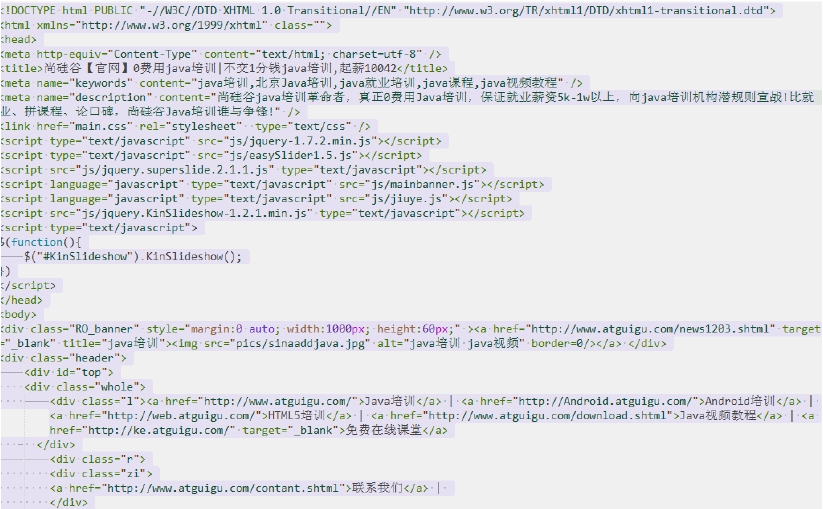 <!DOCTYPE html PUBLIC "-//W3C//DTD XHTML 1.0 Transitional//EN" "http://www.w3.org/TR/xhtml1/DTD/xhtml1-transitional.dtd">
<html xmlns="http://www.w3.org/1999/xhtml" class="">
<head>
<meta http-equiv="Content-Type" content="text/html; charset=utf-8" />
<title>尚硅谷【官网】0费用java培训|不交1分钱java培训,起薪10042</title>
<meta name="keywords" content="java培训,北京Java培训,java就业培训,java课程,java视频教程" />
<meta name="description" content="尚硅谷java培训革命者，真正0费用Java培训，保证就业薪资5k-1w以上，向java培训机构潜规则宣战!比就
业、拼课程、论口碑，尚硅谷Java培训谁与争锋!" />
<link href="main.css" rel="stylesheet"  type="text/css" />
<script type="text/javascript" src="js/jquery-1.7.2.min.js"></script>
<script type="text/javascript" src="js/easySlider1.5.js"></script>
<script src="js/jquery.superslide.2.1.1.js" type="text/javascript"></script>
<script language="javascript" type="text/javascript" src="js/mainbanner.js"></script>
<script language="javascript" type="text/javascript" src="js/jiuye.js"></script>
<script src="js/jquery.KinSlideshow-1.2.1.min.js" type="text/javascript"></script>
<script type="text/javascript">
$(function(){
$("#KinSlideshow").KinSlideshow();
})
</script>
</head>
<body>
<div class="RO_banner" style="margin:0 auto; width:1000px; height:60px;" ><a href="http://www.atguigu.com/news1203.shtml" target
="_blank" title="java培训"><img src="pics/sinaaddjava.jpg" alt="java培训 java视频" border=0/></a> </div>
<div class="header">
<div id="top">
<div class="whole">
<div class="l"><a href="http://www.atguigu.com/">Java培训</a> | <a href="http://Android.atguigu.com/">Android培训</a> |
<a href="http://web.atguigu.com/">HTML5培训</a> | <a href="http://www.atguigu.com/download.shtml">Java视频教程</a> | <a
href="http://ke.atguigu.com/" target="_blank">免费在线课堂</a>
</div>
<div class="r">
<div class="zi">
<a href="http://www.atguigu.com/contant.shtml">联系我们</a> |
</div>